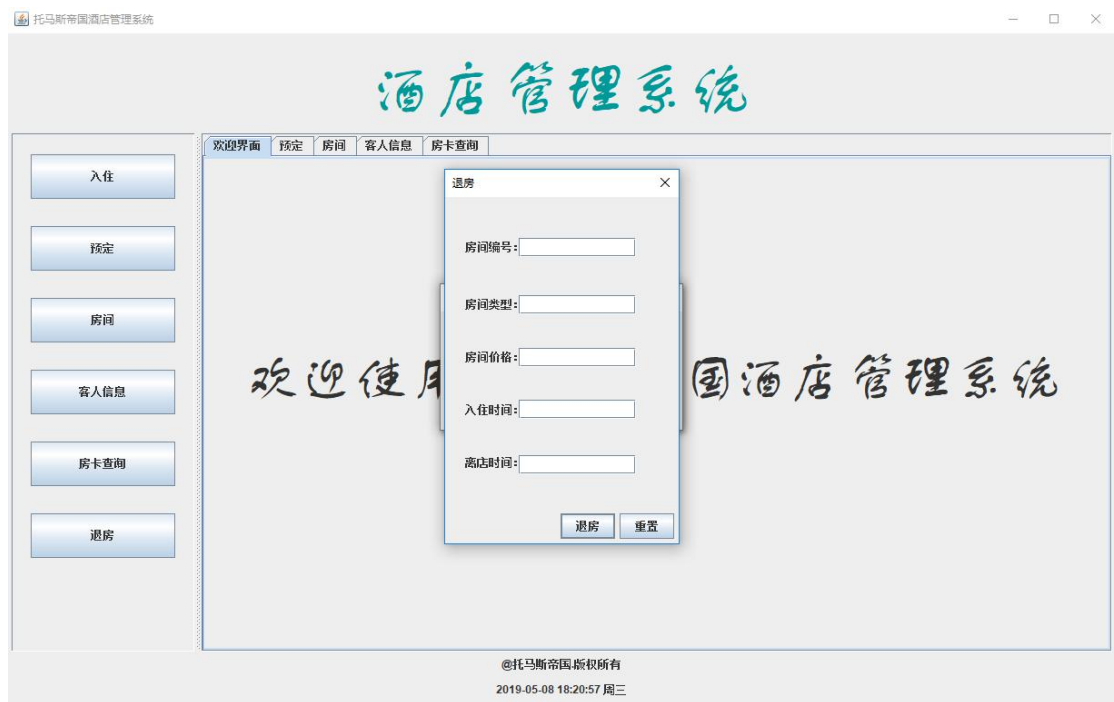 托马斯帝国酒店管理系统
酒店管理系统
欢迎界面 预定 房间 客人信息 房卡查询
入住
预定
房间
客人信息
房卡查询
退房
退房
房间编号:
房间类型:
房间价格:
入住时间:
离店时间:
退房 重置
欢迎使用 国酒店管理系统
@托马斯帝国.版权所有
2019-05-08 18:20:57 周三